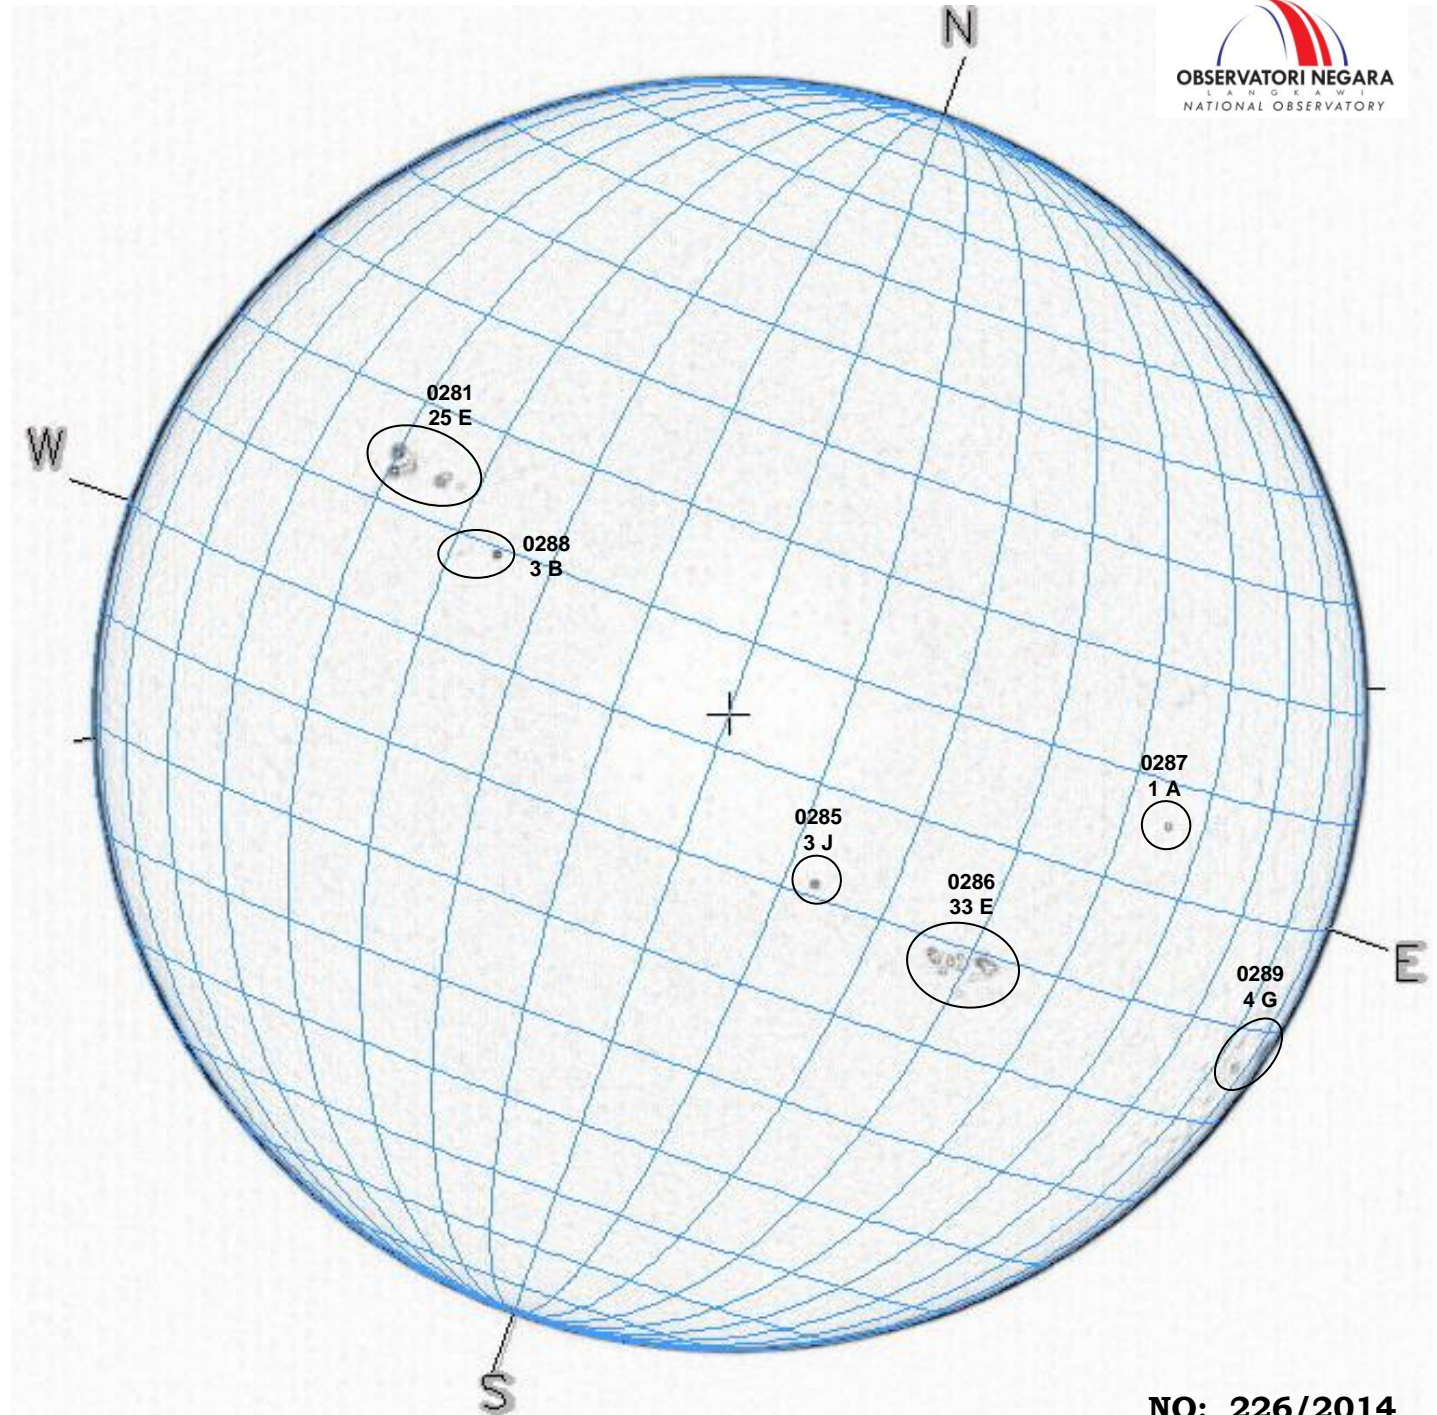 N
OBSERVATORI NEGARA
LANGKAWI
NATIONAL OBSERVATORY
0281
25 E
W
0288
3 B
0287
1 A
0285
3 J
0286
33 E
E
0289
4 G
S
NO: 226/2014